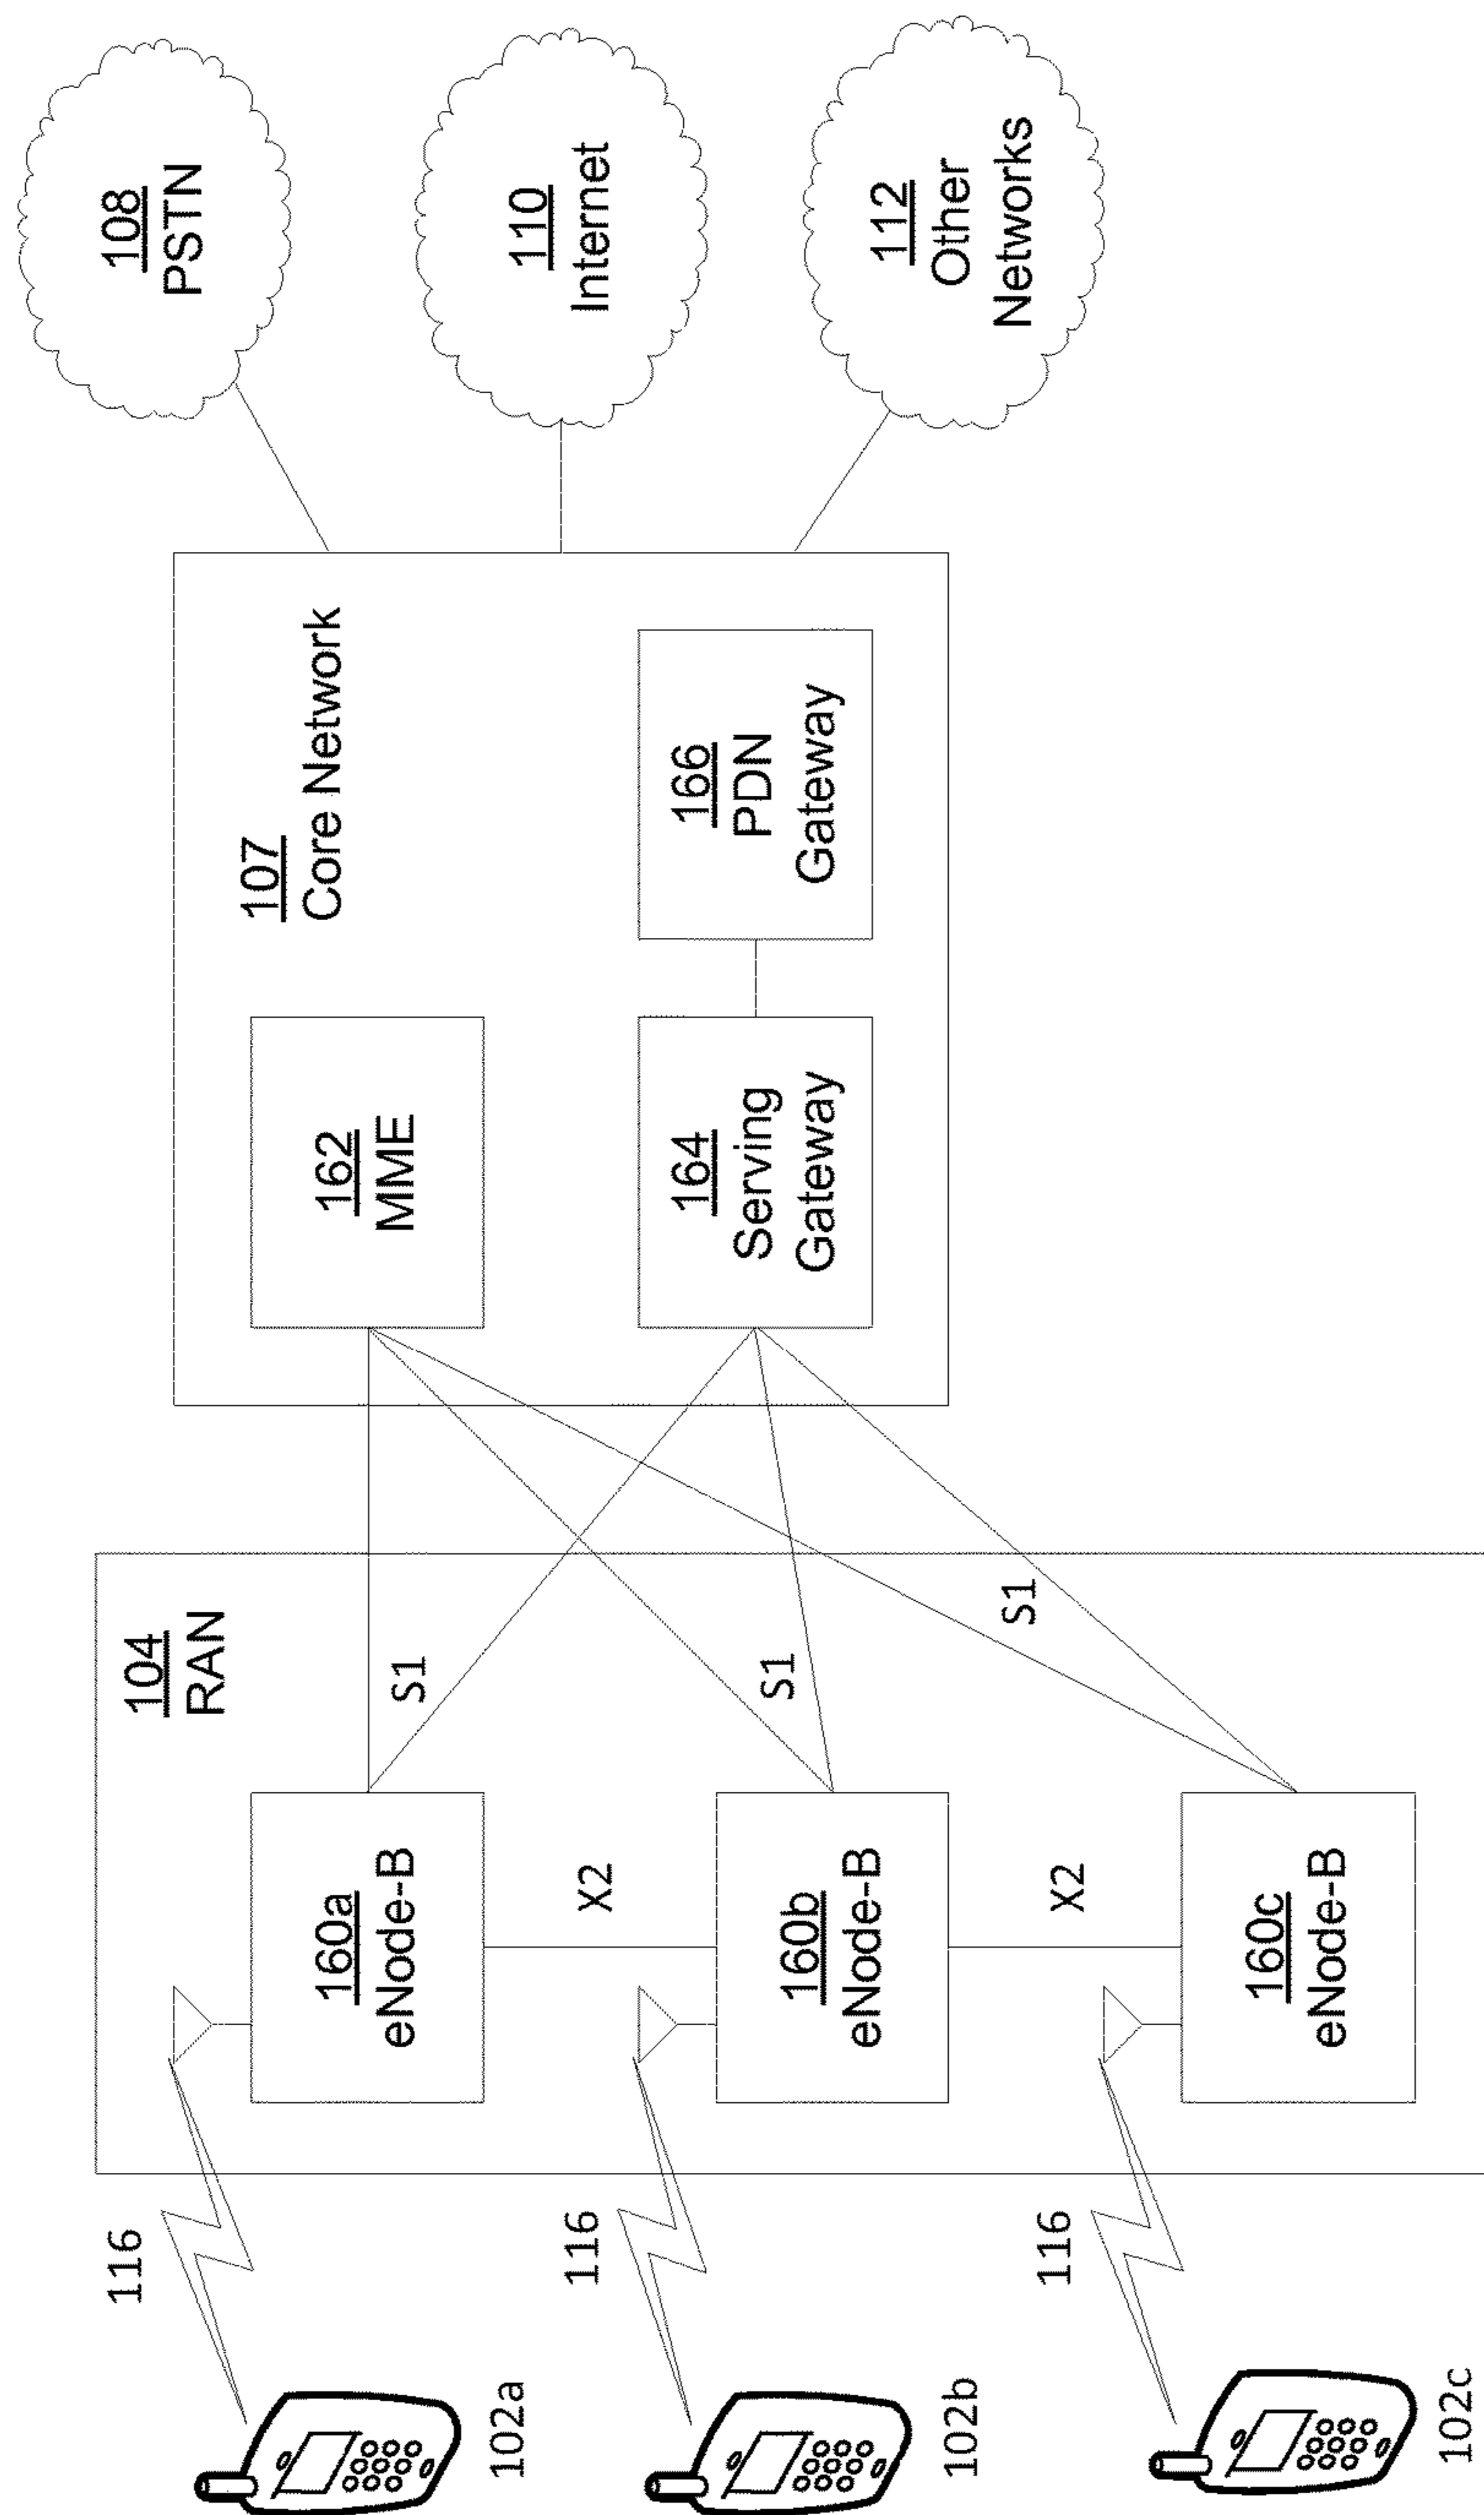 116
102a
104
RAN
160a
eNode-B
S1
162
MME
107
Core Network
108
PSTN
116
102b
X2
160b
eNode-B
S1
164
Serving
Gateway
166
PDN
Gateway
110
Internet
116
102c
X2
160c
eNode-B
S1
112
Other
Networks